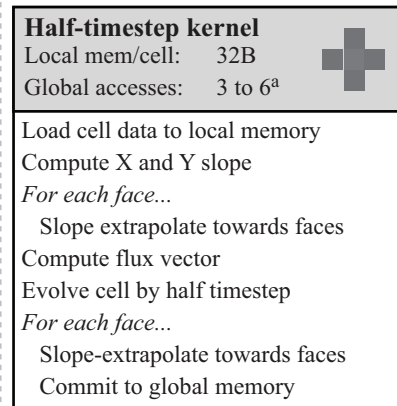 Half-timestep kernel
Local mem/cell: 32B
Global accesses: 3 to 6ᵃ
Load cell data to local memory
Compute X and Y slope
For each face...
Slope extrapolate towards faces
Compute flux vector
Evolve cell by half timestep
For each face...
Slope-extrapolate towards faces
Commit to global memory